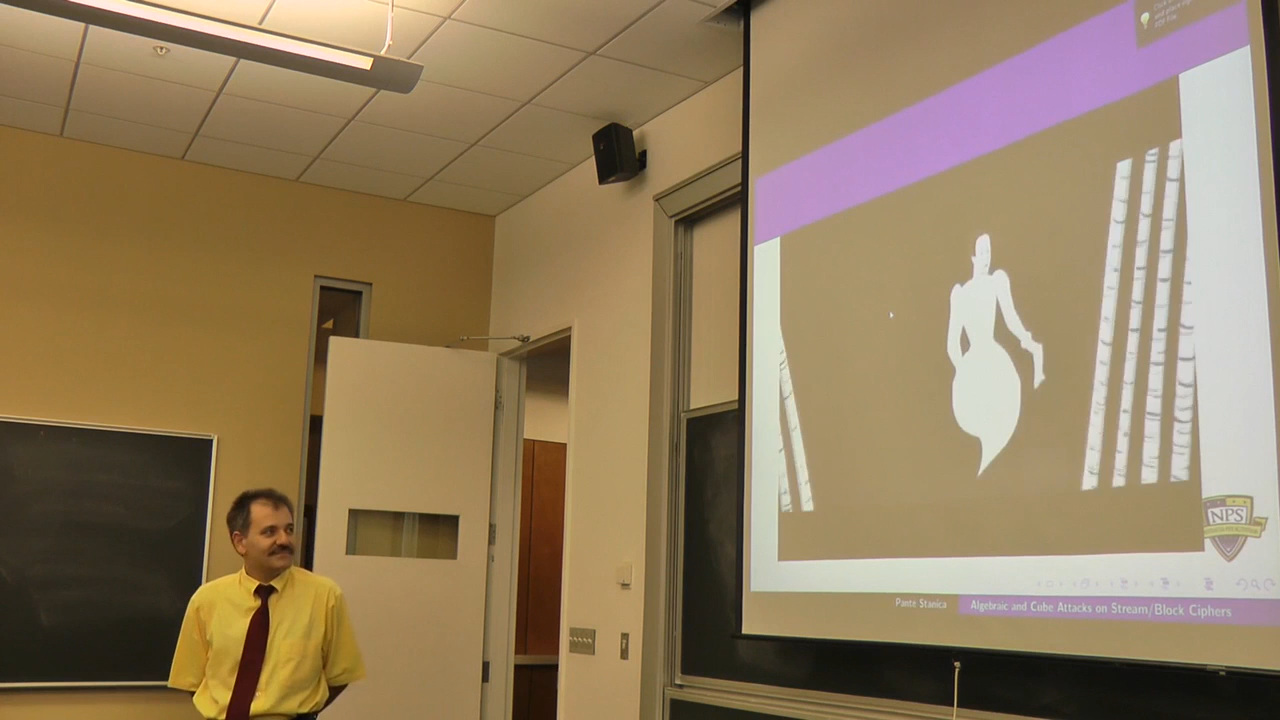 NPS
Pante Stanica
Algebraic and Cube Attacks on Stream/Block Ciphers